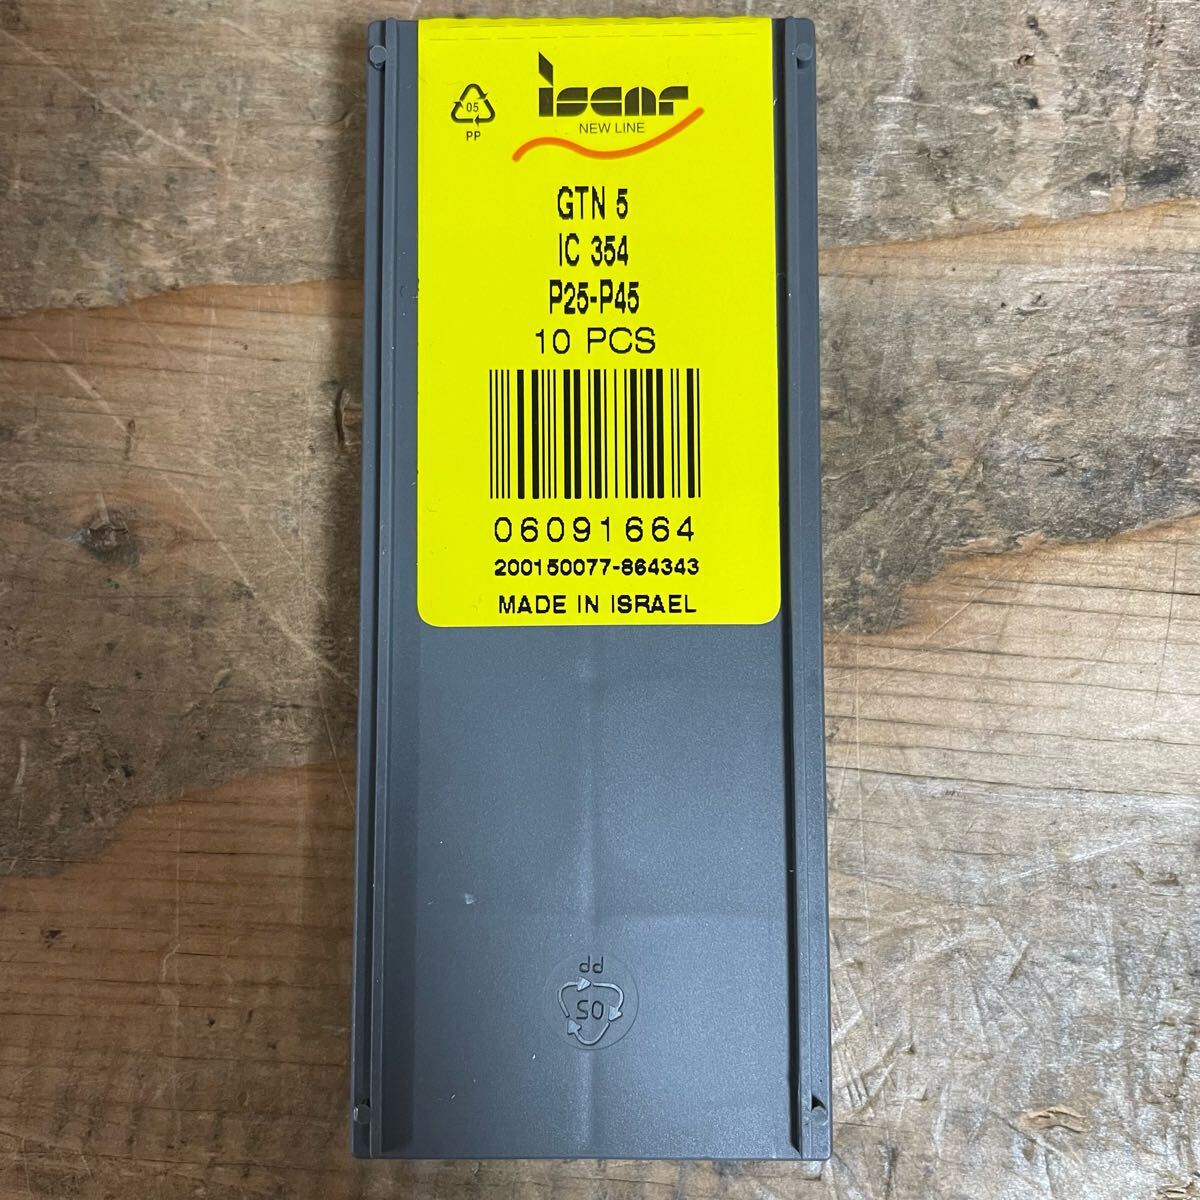 iscar
NEW LINE
05
PP
GTN 5
IC 354
P25-P45
10 PCS
06091664
200150077-864343
MADE IN ISRAEL
PP
05